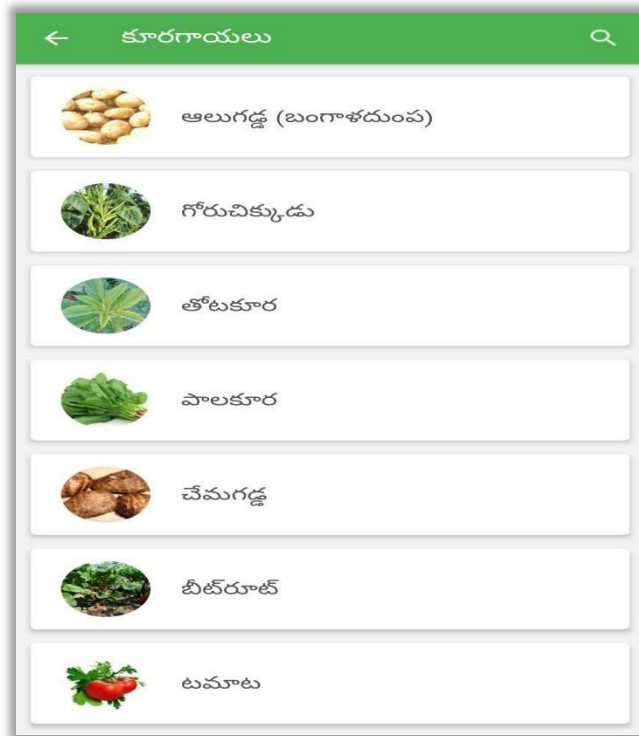 కూరగాయలు
ఆలుగడ్డ (బంగాళదుంప)
గోరుచిక్కుడు
తోటకూర
పాలకూర
చేమగడ్డ
బీట్‌రూట్
టమాట